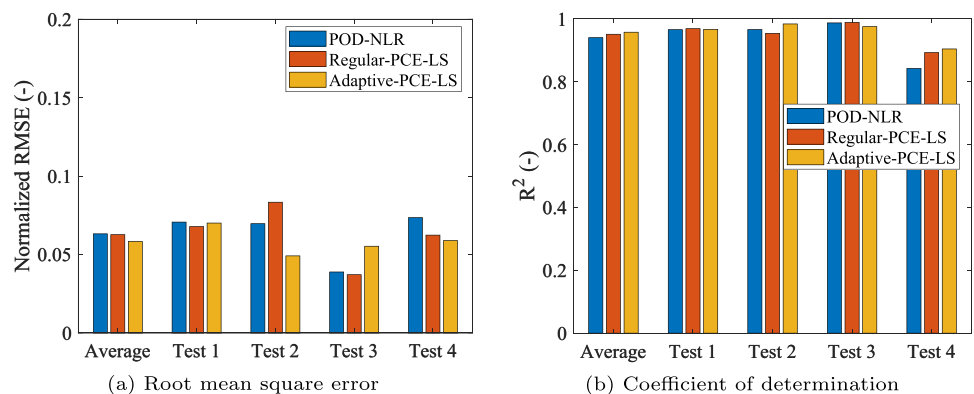 Normalized RMSE (-)
0.2
0.15
0.1
0.05
0
POD-NLR
Regular-PCE-LS
Adaptive-PCE-LS
Average Test 1 Test 2 Test 3 Test 4
(a) Root mean square error
R² (-)
1
0.8
0.6
0.4
0.2
0
POD-NLR
Regular-PCE-LS
Adaptive-PCE-LS
Average Test 1 Test 2 Test 3 Test 4
(b) Coefficient of determination